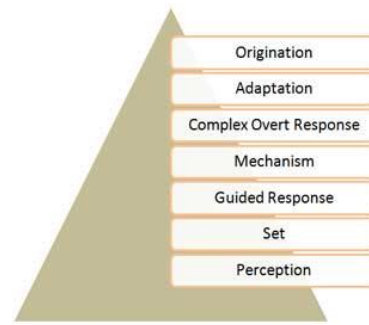 Origination
Adaptation
Complex Overt Response
Mechanism
Guided Response
Set
Perception